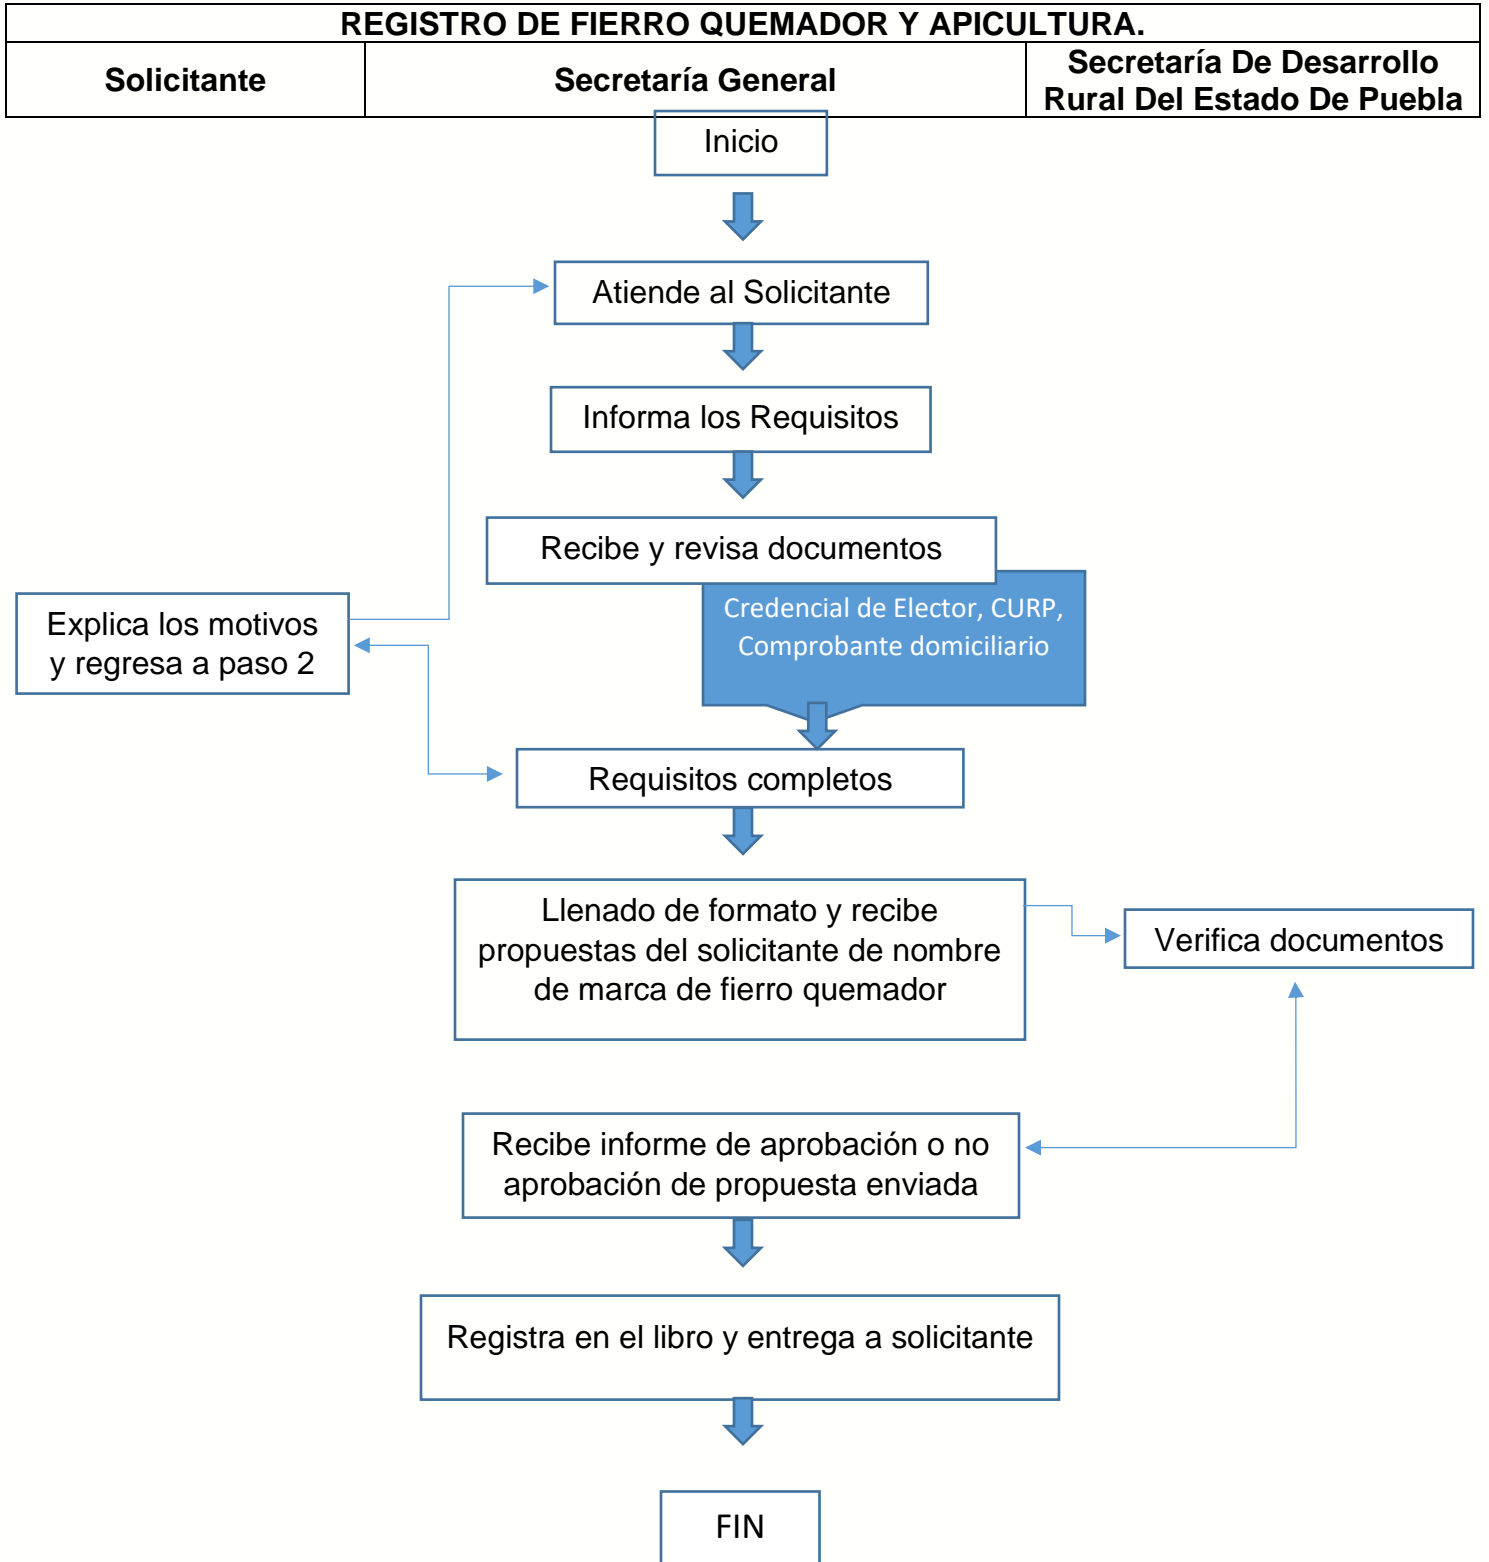 REGISTRO DE FIERRO QUEMADOR Y APICULTURA.
Solicitante
Secretaría General
Secretaría De Desarrollo
Rural Del Estado De Puebla
Inicio
Atiende al Solicitante
Informa los Requisitos
Recibe y revisa documentos
Credencial de Elector, CURP,
Comprobante domiciliario
Explica los motivos
y regresa a paso 2
Requisitos completos
Llenado de formato y recibe
propuestas del solicitante de nombre
de marca de fierro quemador
Verifica documentos
Recibe informe de aprobación o no
aprobación de propuesta enviada
Registra en el libro y entrega a solicitante
FIN